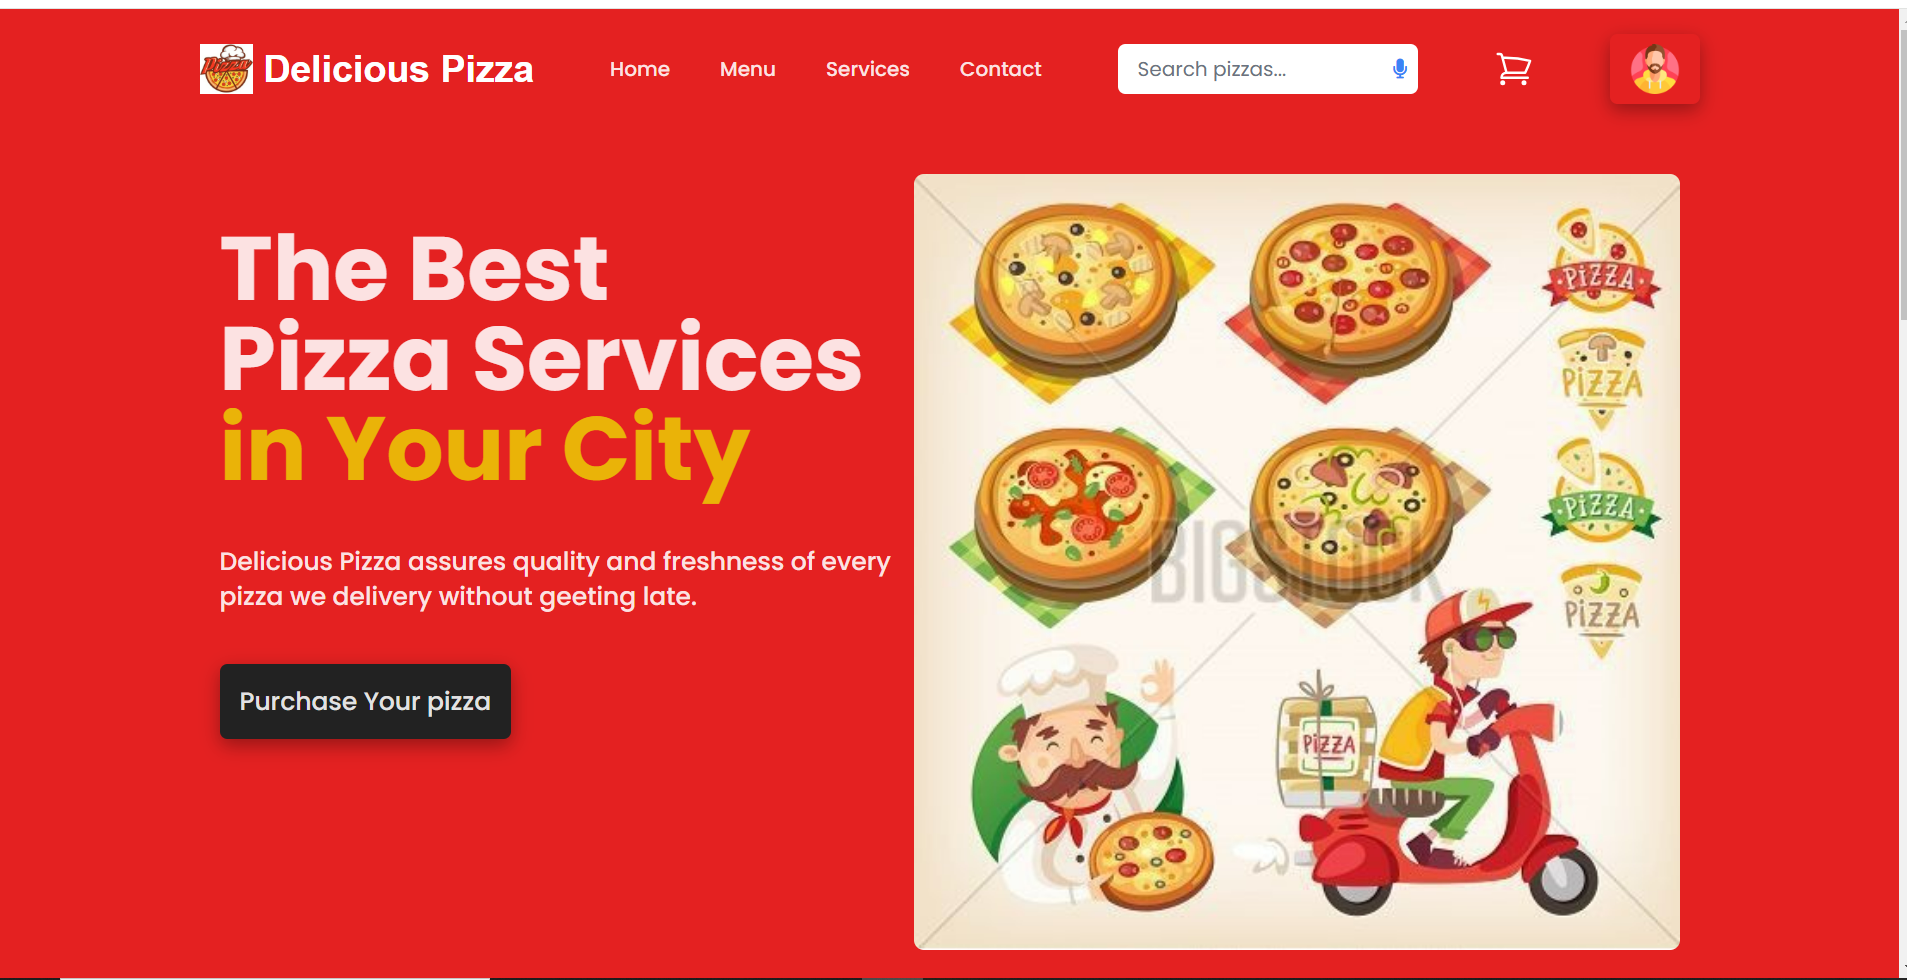 Pizza
Delicious Pizza
Home
Menu
Services
Contact
Search pizzas...
The Best
Pizza Services
in Your City
Delicious Pizza assures quality and freshness of every
pizza we delivery without geeting late.
Purchase Your pizza
PiZZA
PiZZA
PiZZA
PiZZA
BIGSTOCK
PiZZA